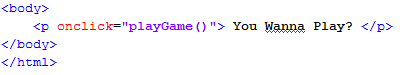 <body>
<p onclick="playGame()"> You Wanna Play? </p>
</body>
</html>